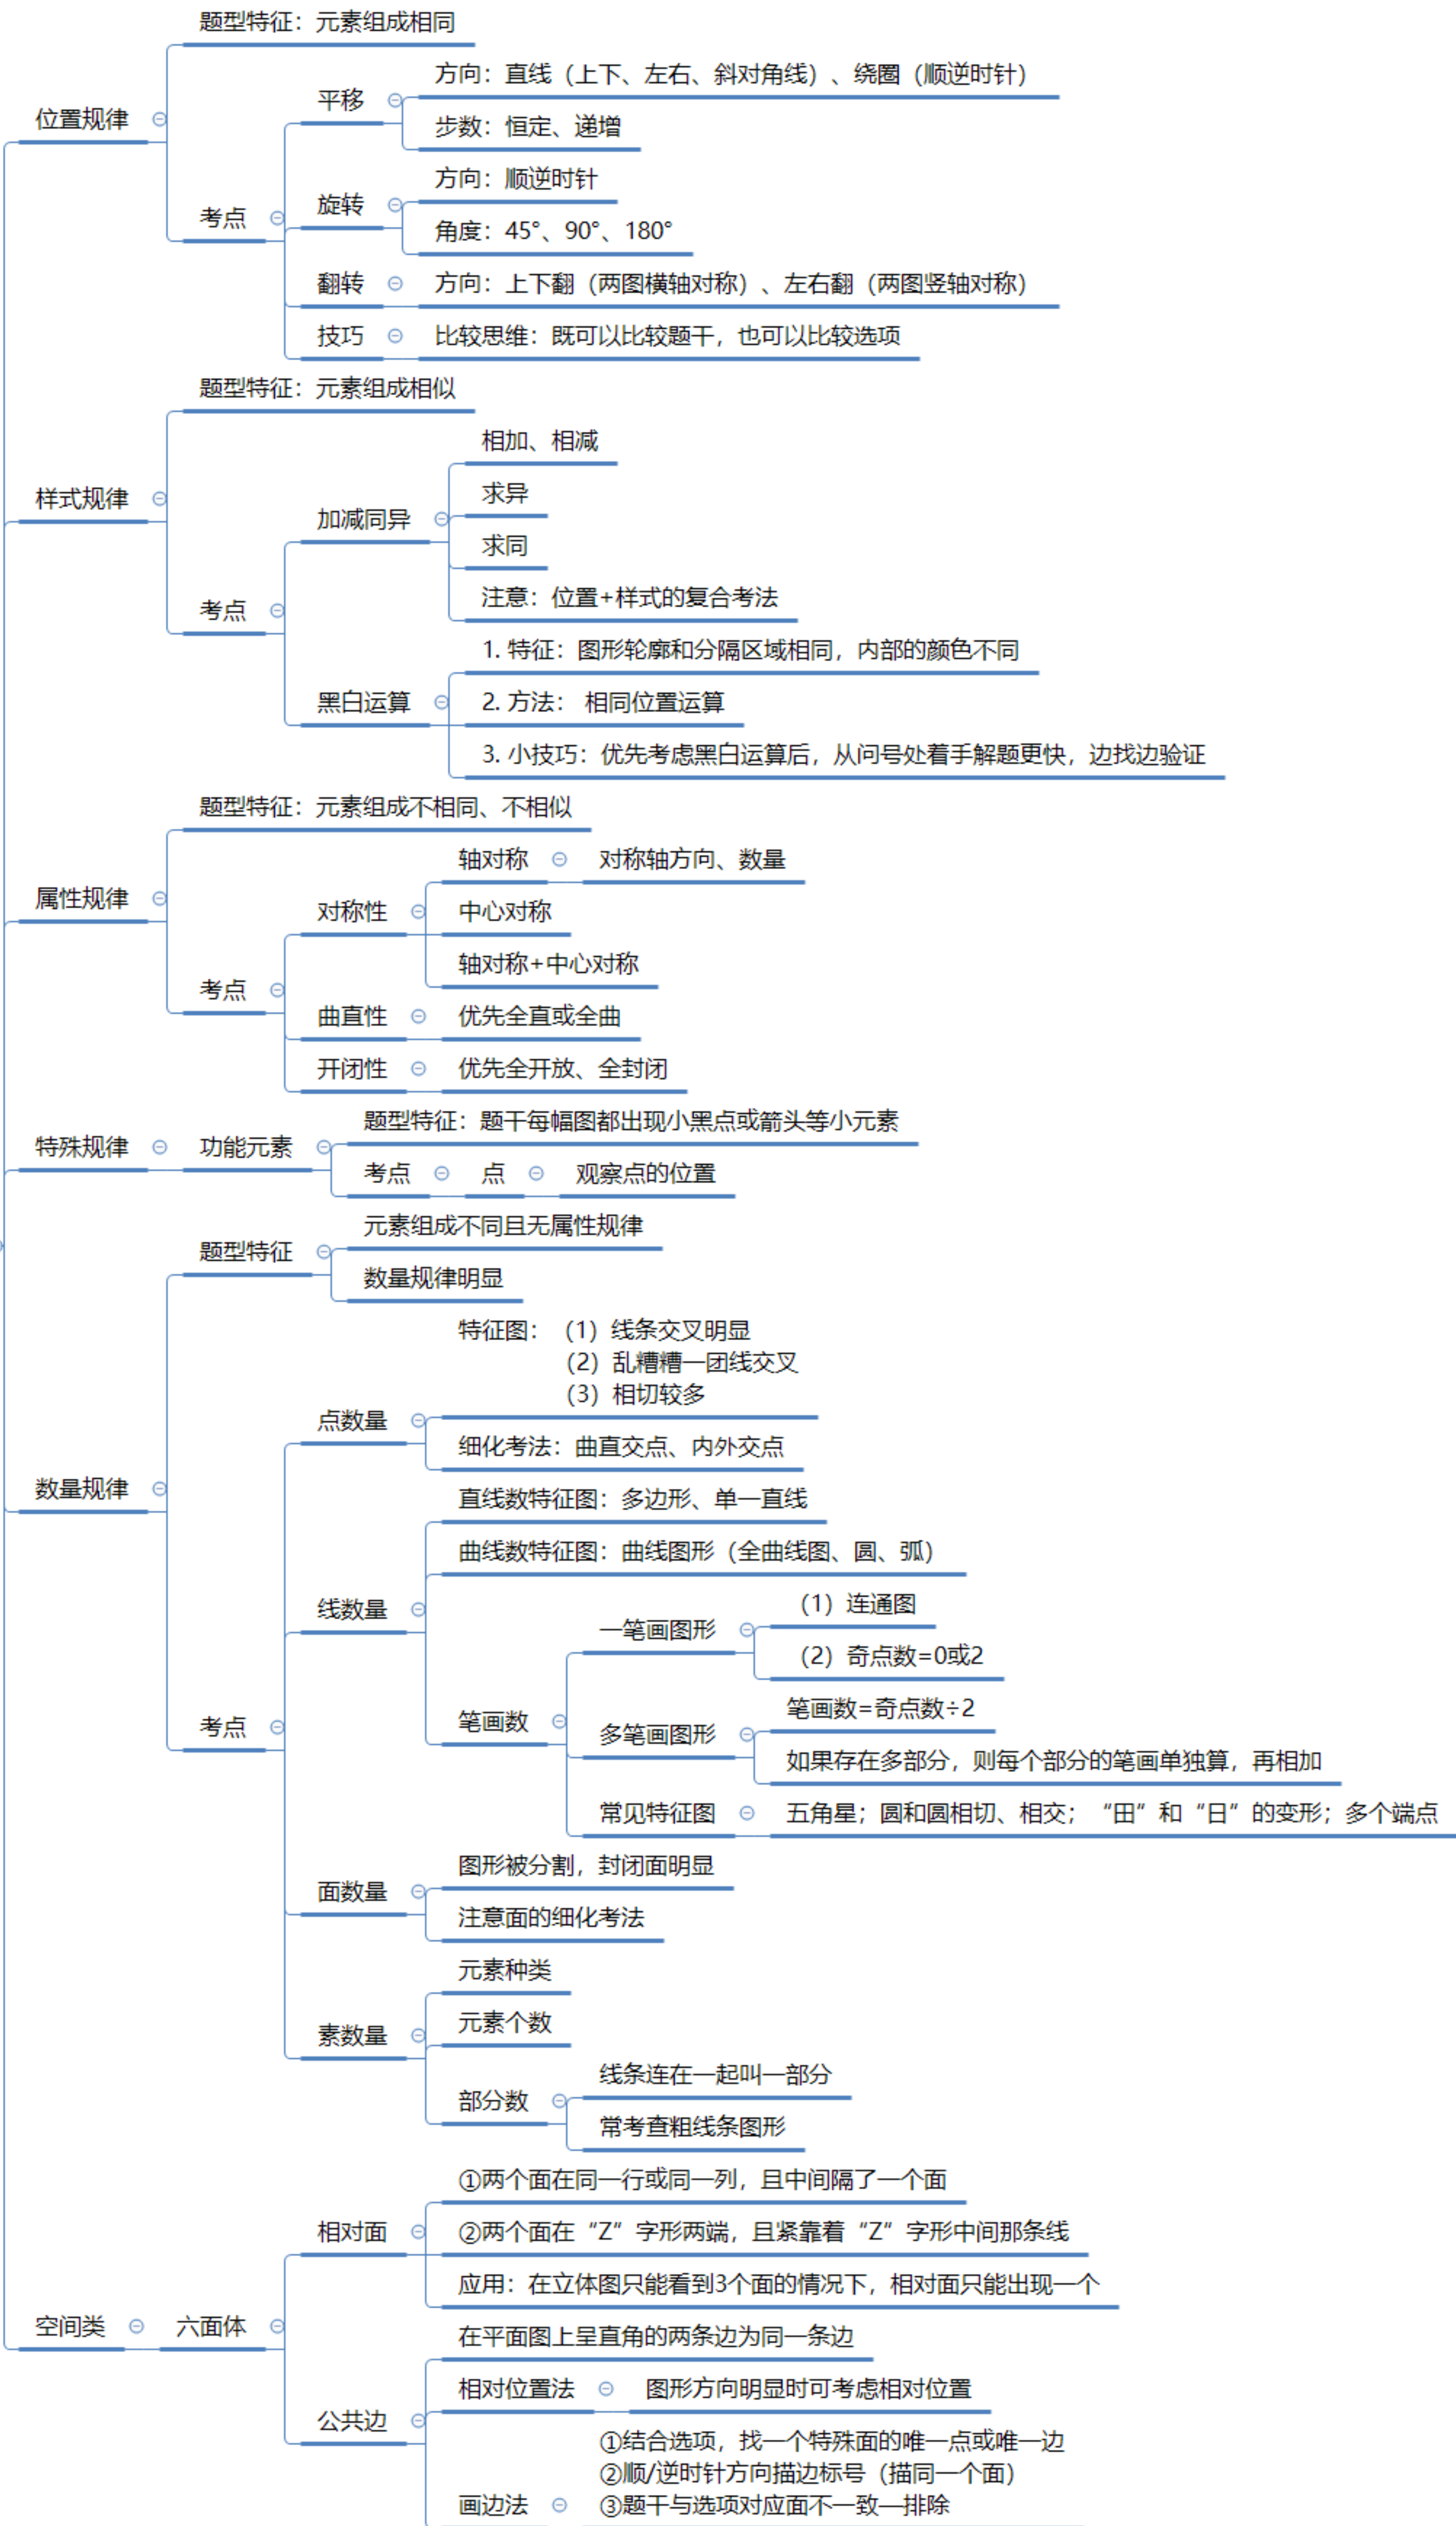 位置规律
题型特征：元素组成相同
考点
平移
方向：直线（上下、左右、斜对角线）、绕圈（顺逆时针）
步数：恒定、递增
旋转
方向：顺逆时针
角度：45°、90°、180°
翻转
方向：上下翻（两图横轴对称）、左右翻（两图竖轴对称）
技巧
比较思维：既可以比较题干，也可以比较选项
样式规律
题型特征：元素组成相似
考点
加减同异
相加、相减
求异
求同
注意：位置+样式的复合考法
黑白运算
1. 特征：图形轮廓和分隔区域相同，内部的颜色不同
2. 方法： 相同位置运算
3. 小技巧：优先考虑黑白运算后，从问号处着手解题更快，边找边验证
属性规律
题型特征：元素组成不相同、不相似
考点
对称性
轴对称
对称轴方向、数量
中心对称
轴对称+中心对称
曲直性
优先全直或全曲
开闭性
优先全开放、全封闭
特殊规律
功能元素
题型特征：题干每幅图都出现小黑点或箭头等小元素
考点
点
观察点的位置
数量规律
题型特征
元素组成不同且无属性规律
数量规律明显
考点
点数量
特征图：（1）线条交叉明显
（2）乱糟糟一团线交叉
（3）相切较多
细化考法：曲直交点、内外交点
线数量
直线数特征图：多边形、单一直线
曲线数特征图：曲线图形（全曲线图、圆、弧）
笔画数
一笔画图形
（1）连通图
（2）奇点数=0或2
多笔画图形
笔画数=奇点数÷2
如果存在多部分，则每个部分的笔画单独算，再相加
常见特征图
五角星；圆和圆相切、相交；“田”和“日”的变形；多个端点
面数量
图形被分割，封闭面明显
注意面的细化考法
素数量
元素种类
元素个数
部分数
线条连在一起叫一部分
常考查粗线条图形
空间类
六面体
相对面
①两个面在同一行或同一列，且中间隔了一个面
②两个面在“Z”字形两端，且紧靠着“Z”字形中间那条线
应用：在立体图只能看到3个面的情况下，相对面只能出现一个
公共边
在平面图上呈直角的两条边为同一条边
相对位置法
图形方向明显时可考虑相对位置
画边法
①结合选项，找一个特殊面的唯一点或唯一边
②顺/逆时针方向描边标号（描同一个面）
③题干与选项对应面不一致—排除